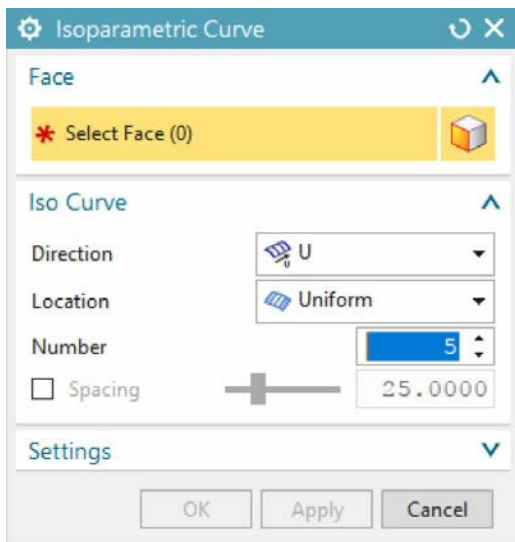 Isoparametric Curve
Face
* Select Face (0)
Iso Curve
Direction U
Location Uniform
Number 5
Spacing 25.0000
Settings
OK Apply Cancel